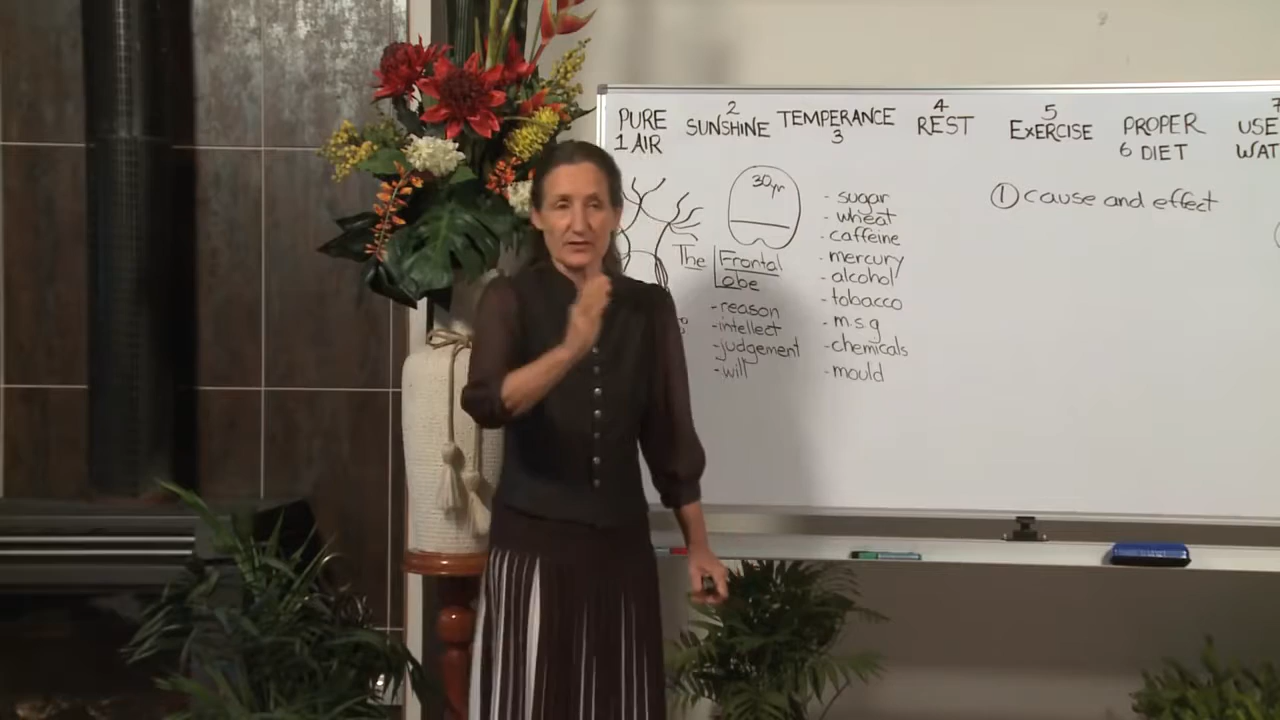 PURE
1 AIR
2
SUNSHINE
TEMPERANCE
3
4
REST
5
EXERCISE
PROPER
6 DIET
7
USE
WAT
30yr
The Frontal
Lobe
- reason
- intellect
- judgement
- will
- sugar
- wheat
- caffeine
- mercury
- alcohol
- tobacco
- m.s.g
- chemicals
- mould
① cause and effect